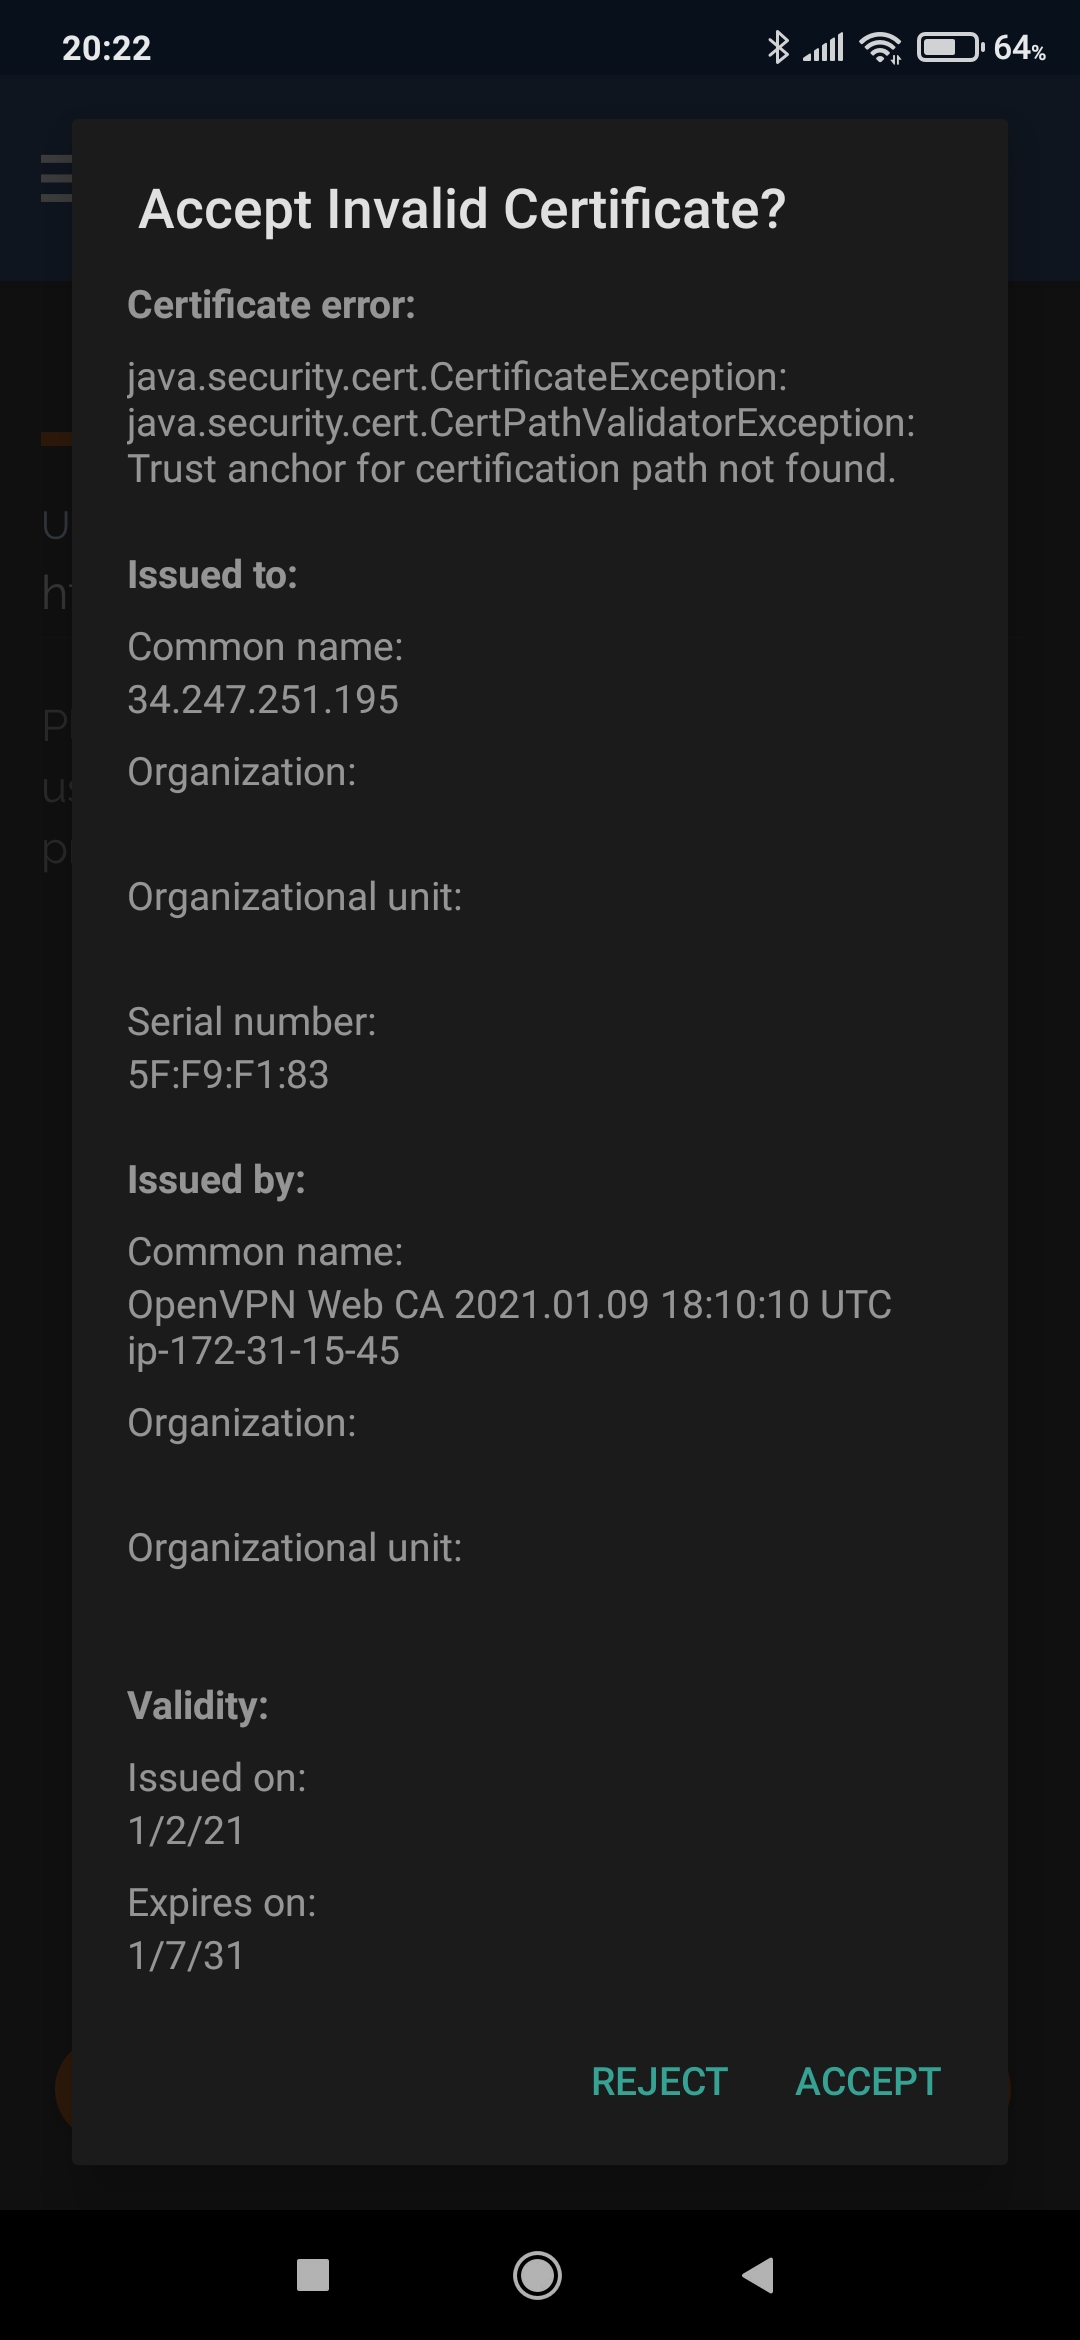 20:22
64%
Accept Invalid Certificate?
Certificate error:
java.security.cert.CertificateException:
java.security.cert.CertPathValidatorException:
Trust anchor for certification path not found.
U
Issued to:
Common name:
34.247.251.195
Organization:
Organizational unit:
Serial number:
5F:F9:F1:83
Issued by:
Common name:
OpenVPN Web CA 2021.01.09 18:10:10 UTC
ip-172-31-15-45
Organization:
Organizational unit:
Validity:
Issued on:
1/2/21
Expires on:
1/7/31
REJECT ACCEPT